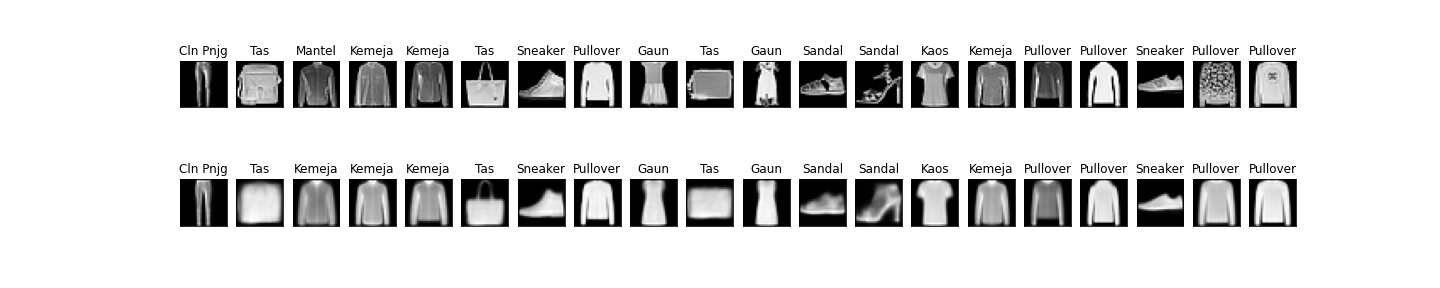 Cln Pnjg Tas Mantel Kemeja Kemeja Tas Sneaker Pullover Gaun Tas Gaun Sandal Sandal Kaos Kemeja Pullover Pullover Sneaker Pullover Pullover
Cln Pnjg Tas Kemeja Kemeja Kemeja Tas Sneaker Pullover Gaun Tas Gaun Sandal Sandal Kaos Kemeja Pullover Pullover Sneaker Pullover Pullover